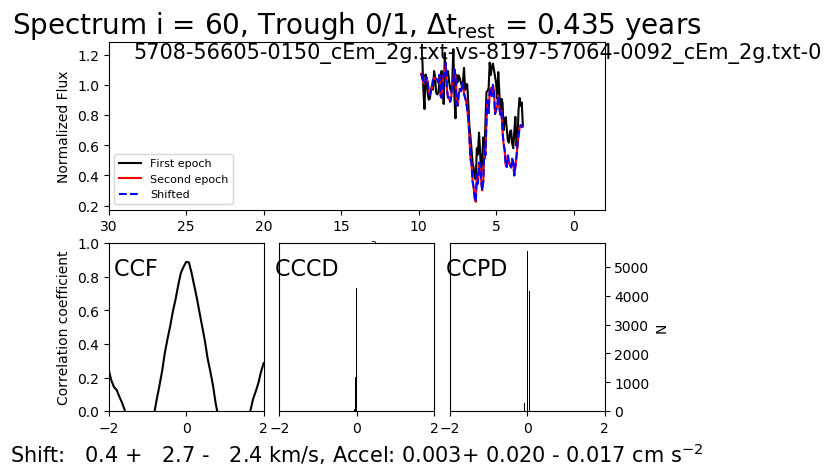 Spectrum i = 60, Trough 0/1, Δt_rest = 0.435 years
5708-56605-0150_cEm_2g.txt-vs-8197-57064-0092_cEm_2g.txt-0
1.2
1.0
0.8
0.6
0.4
0.2
Normalized Flux
First epoch
Second epoch
Shifted
30 25 20 15 10 5 0
1.0
0.8
0.6
0.4
0.2
0.0
Correlation coefficient
CCF
CCCD
CCPD
5000
4000
3000
2000
1000
0
N
−2 0 2
−2 0 2
−2 0 2
Shift: 0.4 + 2.7 - 2.4 km/s, Accel: 0.003+ 0.020 - 0.017 cm s⁻²